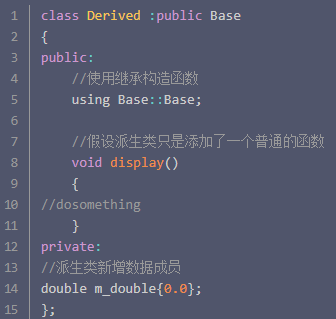 1 class Derived :public Base
2 {
3 public:
4 //使用继承构造函数
5 using Base::Base;
6
7 //假设派生类只是添加了一个普通的函数
8 void display()
9 {
10 //dosomething
11 }
12 private:
13 //派生类新增数据成员
14 double m_double{0.0};
15 };